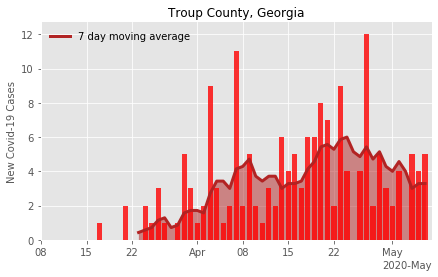 Troup County, Georgia
7 day moving average
New Covid-19 Cases
12
10
8
6
4
2
0
08
15
22
Apr
08
15
22
May
2020-May